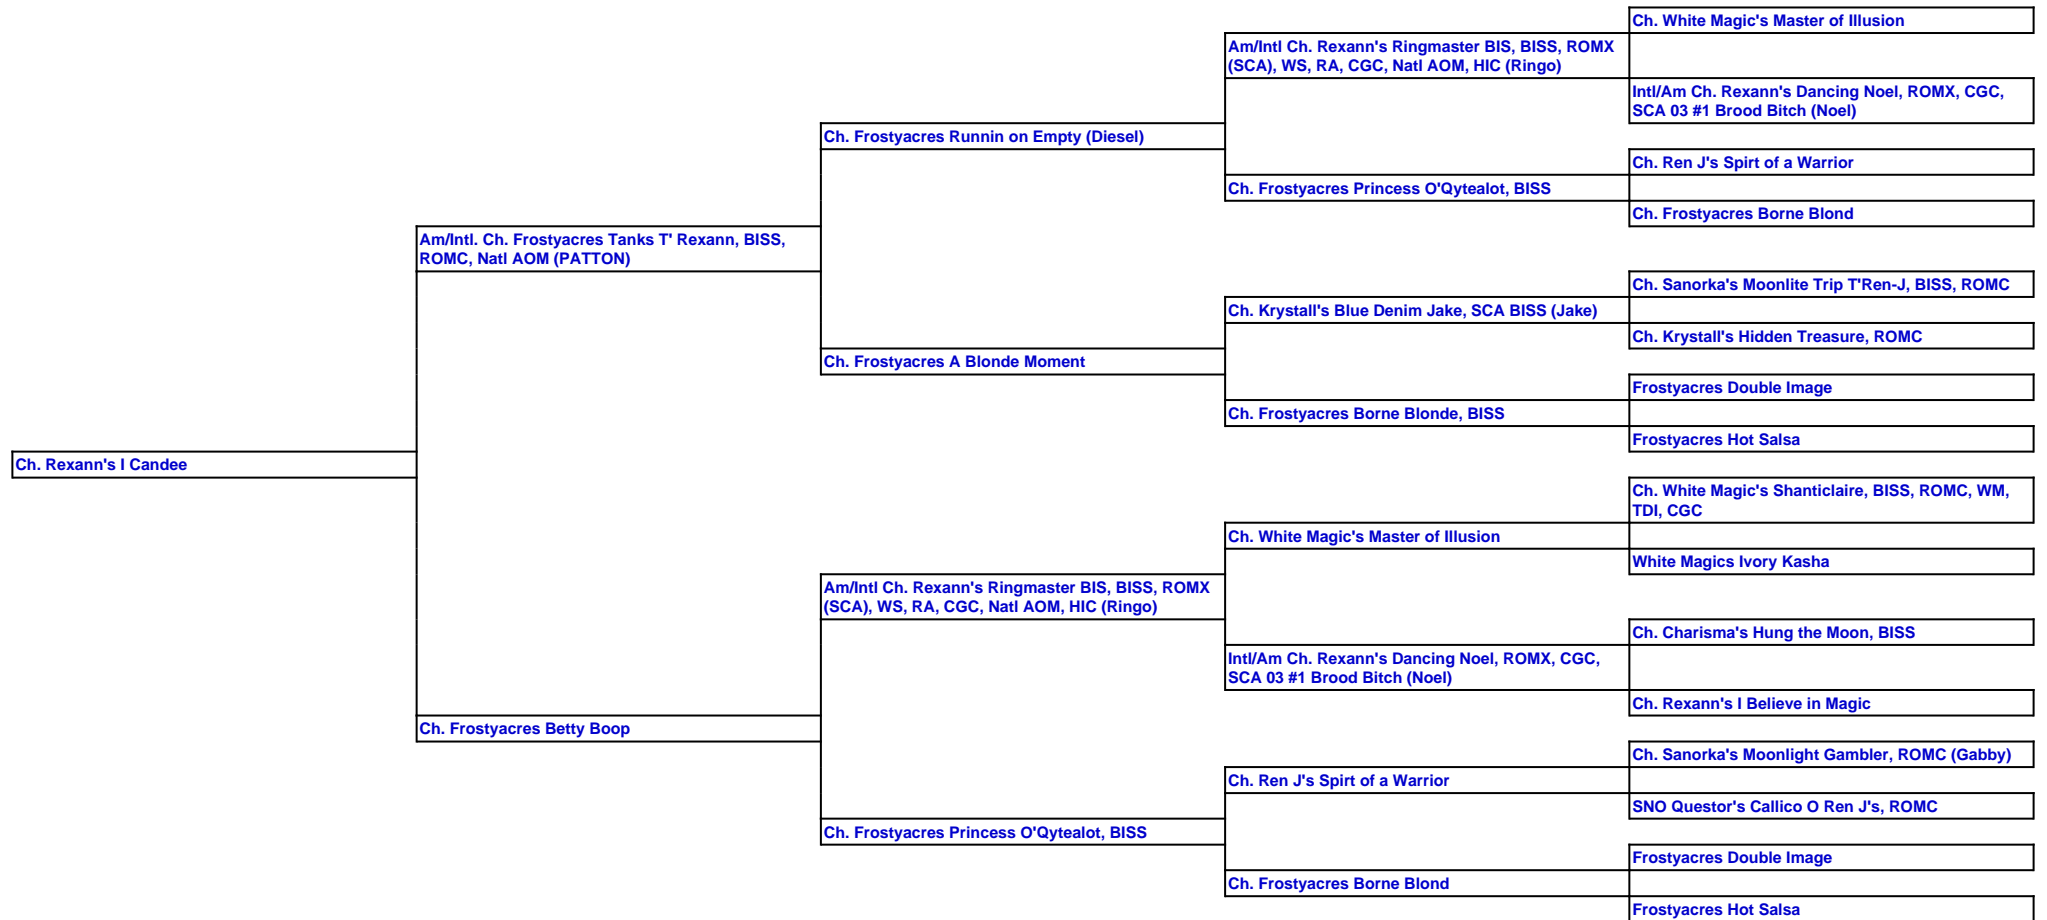 Ch. White Magic's Master of Illusion
Am/Intl Ch. Rexann's Ringmaster BIS, BISS, ROMX
(SCA), WS, RA, CGC, Natl AOM, HIC (Ringo)
Intl/Am Ch. Rexann's Dancing Noel, ROMX, CGC,
SCA 03 #1 Brood Bitch (Noel)
Ch. Frostyacres Runnin on Empty (Diesel)
Ch. Ren J's Spirt of a Warrior
Ch. Frostyacres Princess O'Qytealot, BISS
Ch. Frostyacres Borne Blond
Am/Intl. Ch. Frostyacres Tanks T' Rexann, BISS,
ROMC, Natl AOM (PATTON)
Ch. Sanorka's Moonlite Trip T'Ren-J, BISS, ROMC
Ch. Krystall's Blue Denim Jake, SCA BISS (Jake)
Ch. Krystall's Hidden Treasure, ROMC
Ch. Frostyacres A Blonde Moment
Frostyacres Double Image
Ch. Frostyacres Borne Blonde, BISS
Frostyacres Hot Salsa
Ch. Rexann's I Candee
Ch. White Magic's Shanticlaire, BISS, ROMC, WM,
TDI, CGC
Ch. White Magic's Master of Illusion
White Magics Ivory Kasha
Am/Intl Ch. Rexann's Ringmaster BIS, BISS, ROMX
(SCA), WS, RA, CGC, Natl AOM, HIC (Ringo)
Ch. Charisma's Hung the Moon, BISS
Intl/Am Ch. Rexann's Dancing Noel, ROMX, CGC,
SCA 03 #1 Brood Bitch (Noel)
Ch. Rexann's I Believe in Magic
Ch. Frostyacres Betty Boop
Ch. Sanorka's Moonlight Gambler, ROMC (Gabby)
Ch. Ren J's Spirt of a Warrior
SNO Questor's Callico O Ren J's, ROMC
Ch. Frostyacres Princess O'Qytealot, BISS
Frostyacres Double Image
Ch. Frostyacres Borne Blond
Frostyacres Hot Salsa